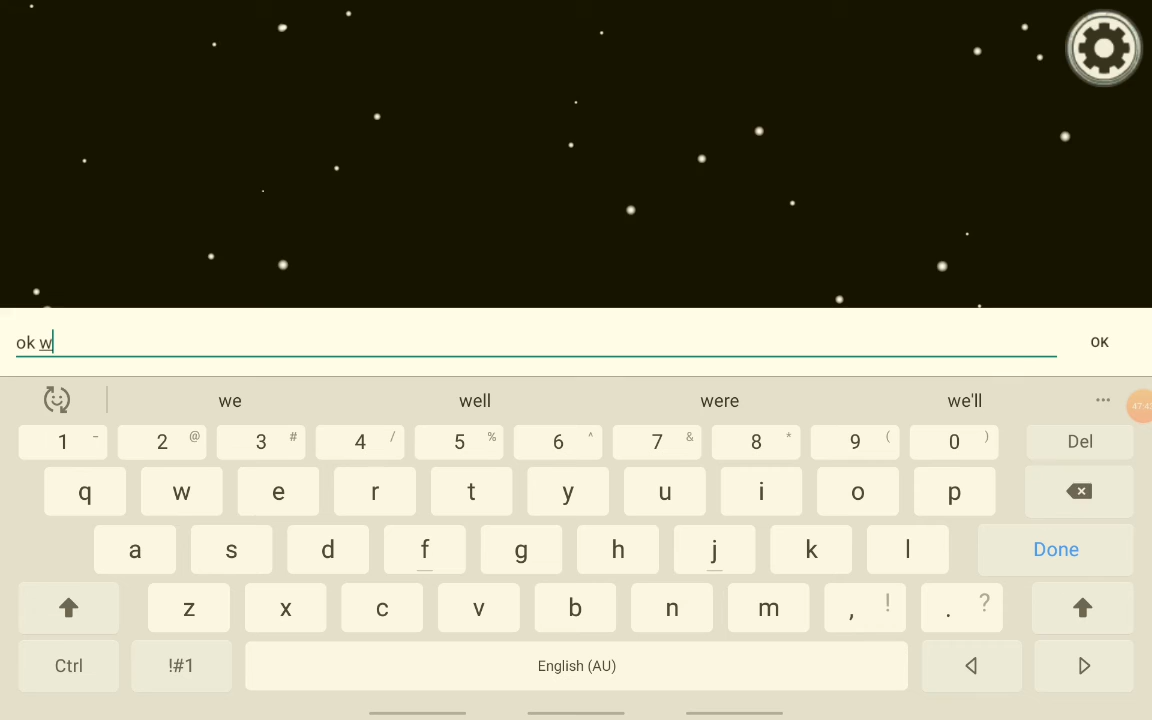 ok w
OK
we well were we'll ...
1 - 2 @ 3 # 4 / 5 % 6 ^ 7 & 8 * 9 ( 0 ) Del
q w e r t y u i o p
a s d f g h j k l Done
z x c v b n m , ! . ?
Ctrl !#1 English (AU)